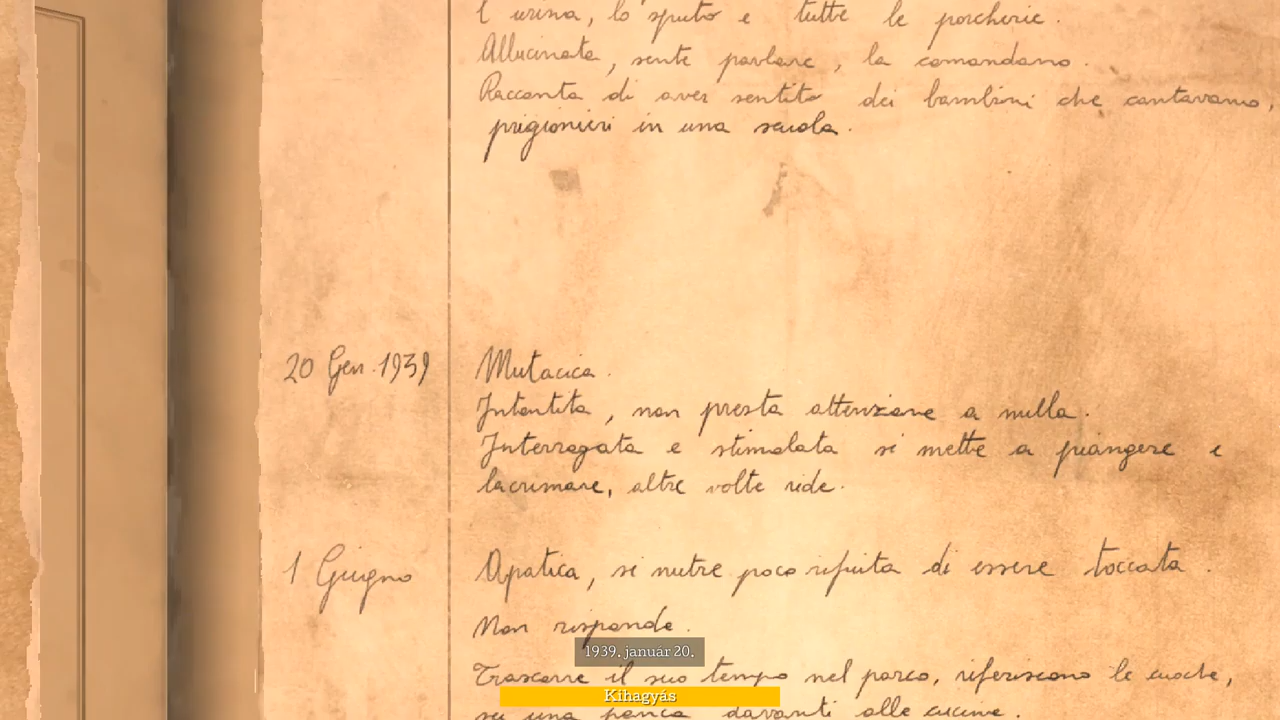 l'urina, lo sputo e tutte le porcherie.
Allucinata, sente parlare, la comandano.
Racconta di aver sentito dei bambini che cantavano,
prigionieri in una scuola.
20 Gen. 1939 Mutacica.
Intontita, non presta attenzione a nulla.
Interrogata e stimolata si mette a piangere e
lacrimare, altre volte ride.
1 Giugno Apatica, si nutre poco rifiuta di essere toccata.
Non risponde.
1939. január 20.
Trascorre il suo tempo nel parco, riferiscono le cuoche,
Kihagyás
su una panca davanti alle cucine.